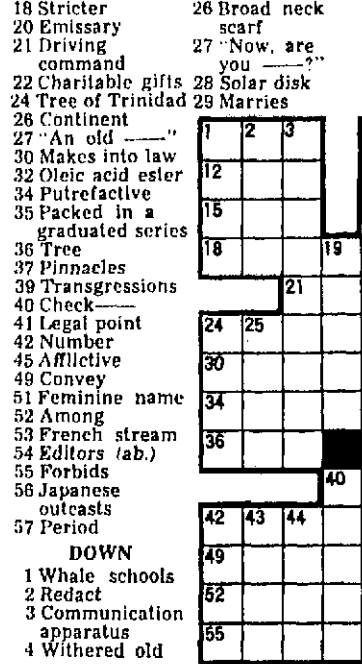 18 Stricter
20 Emissary
21 Driving
command
22 Charitable gifts
24 Tree of Trinidad
26 Continent
27 "An old ——"
30 Makes into law
32 Oleic acid ester
34 Putrefactive
35 Packed in a
graduated series
36 Tree
37 Pinnacles
39 Transgressions
40 Check——
41 Legal point
42 Number
45 Afflictive
49 Convey
51 Feminine name
52 Among
53 French stream
54 Editors (ab.)
55 Forbids
56 Japanese
outcasts
57 Period
DOWN
1 Whale schools
2 Redact
3 Communication
apparatus
4 Withered old
26 Broad neck
scarf
27 "Now, are
you ——?"
28 Solar disk
29 Marries
1 2 3
12
15
18 19
21
24 25
30
34
36
40
42 43 44
49
52
55